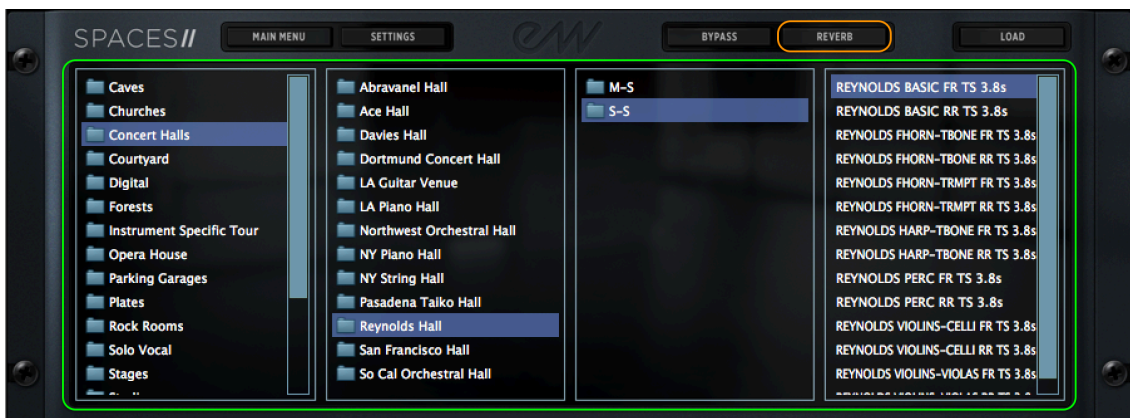 SPACES II
MAIN MENU
SETTINGS
BYPASS
REVERB
LOAD
Caves
Churches
Concert Halls
Courtyard
Digital
Forests
Instrument Specific Tour
Opera House
Parking Garages
Plates
Rock Rooms
Solo Vocal
Stages
Abravanel Hall
Ace Hall
Davies Hall
Dortmund Concert Hall
LA Guitar Venue
LA Piano Hall
Northwest Orchestral Hall
NY Piano Hall
NY String Hall
Pasadena Taiko Hall
Reynolds Hall
San Francisco Hall
So Cal Orchestral Hall
M-S
S-S
REYNOLDS BASIC FR TS 3.8s
REYNOLDS BASIC RR TS 3.8s
REYNOLDS FHORN-TBONE FR TS 3.8s
REYNOLDS FHORN-TBONE RR TS 3.8s
REYNOLDS FHORN-TRMPT FR TS 3.8s
REYNOLDS FHORN-TRMPT RR TS 3.8s
REYNOLDS HARP-TBONE FR TS 3.8s
REYNOLDS HARP-TBONE RR TS 3.8s
REYNOLDS PERC FR TS 3.8s
REYNOLDS PERC RR TS 3.8s
REYNOLDS VIOLINS-CELLI FR TS 3.8s
REYNOLDS VIOLINS-CELLI RR TS 3.8s
REYNOLDS VIOLINS-VIOLAS FR TS 3.8s